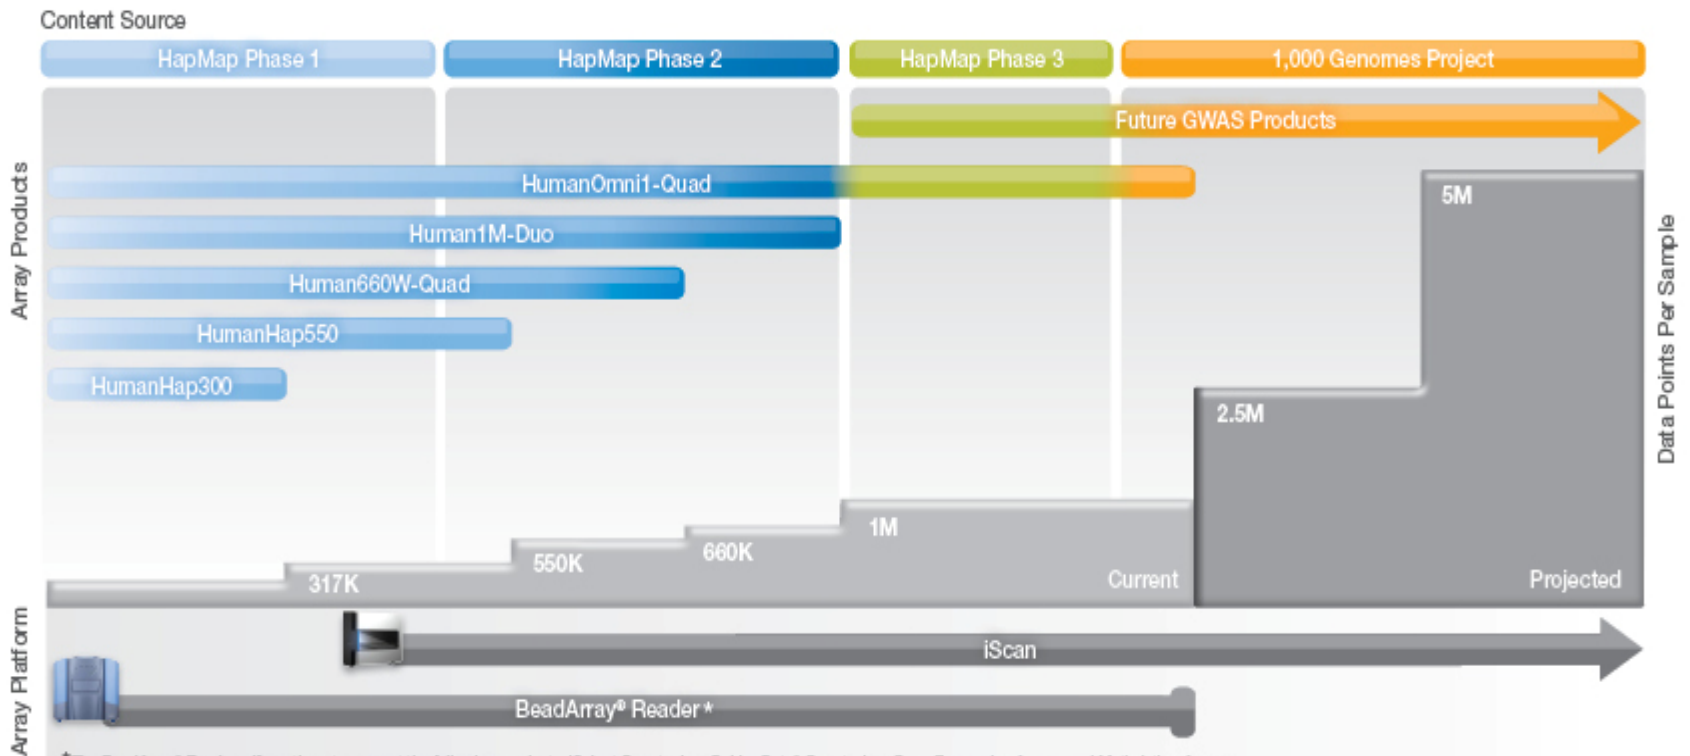 Content Source
HapMap Phase 1
HapMap Phase 2
HapMap Phase 3
1,000 Genomes Project
Future GWAS Products
HumanOmni1-Quad
Human1M-Duo
Human660W-Quad
HumanHap550
HumanHap300
Array Products
Data Points Per Sample
5M
2.5M
1M
660K
550K
317K
Current
Projected
Array Platform
iScan
BeadArray® Reader*